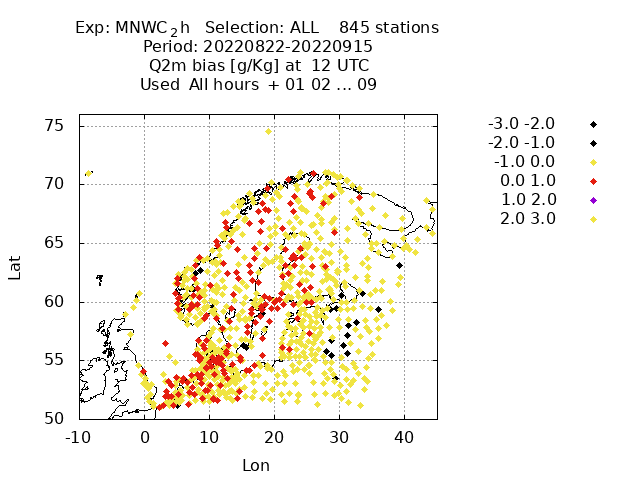 Exp: MNWC_2h Selection: ALL 845 stations
Period: 20220822-20220915
Q2m bias [g/Kg] at 12 UTC
Used All hours + 01 02 ... 09
-3.0 -2.0
-2.0 -1.0
-1.0 0.0
0.0 1.0
1.0 2.0
2.0 3.0
75
70
65
60
55
50
Lat
-10 0 10 20 30 40
Lon